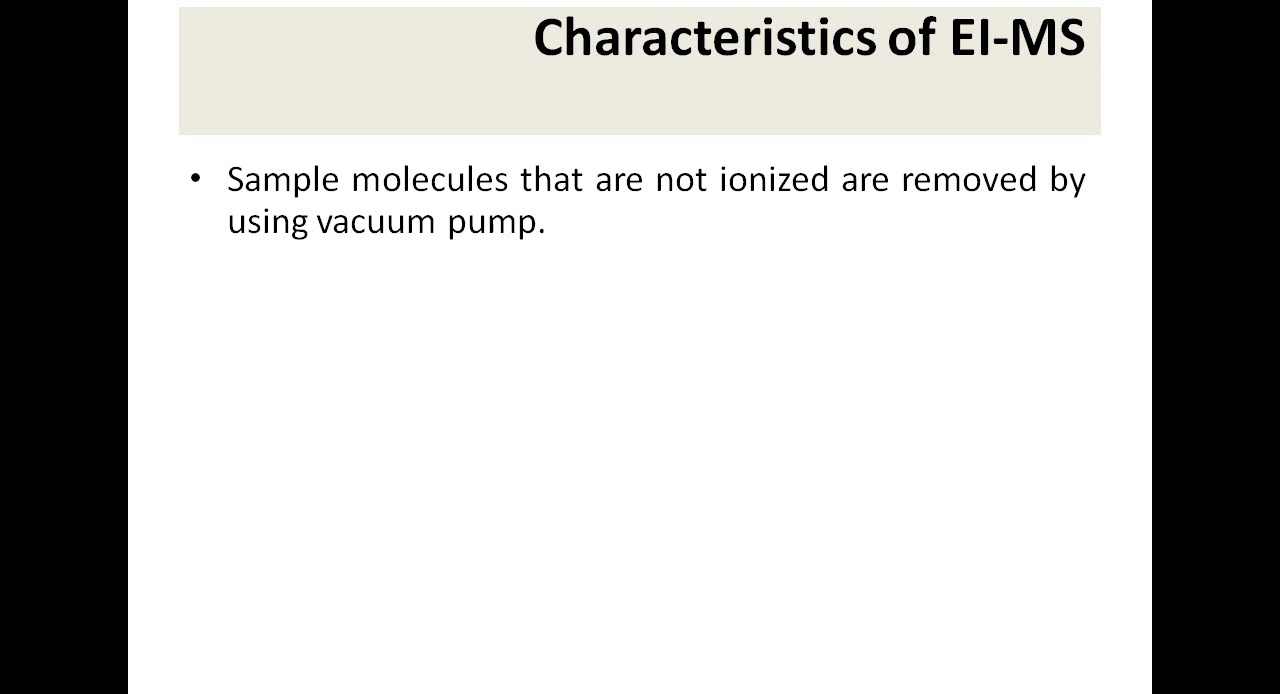 Characteristics of EI-MS
• Sample molecules that are not ionized are removed by
using vacuum pump.